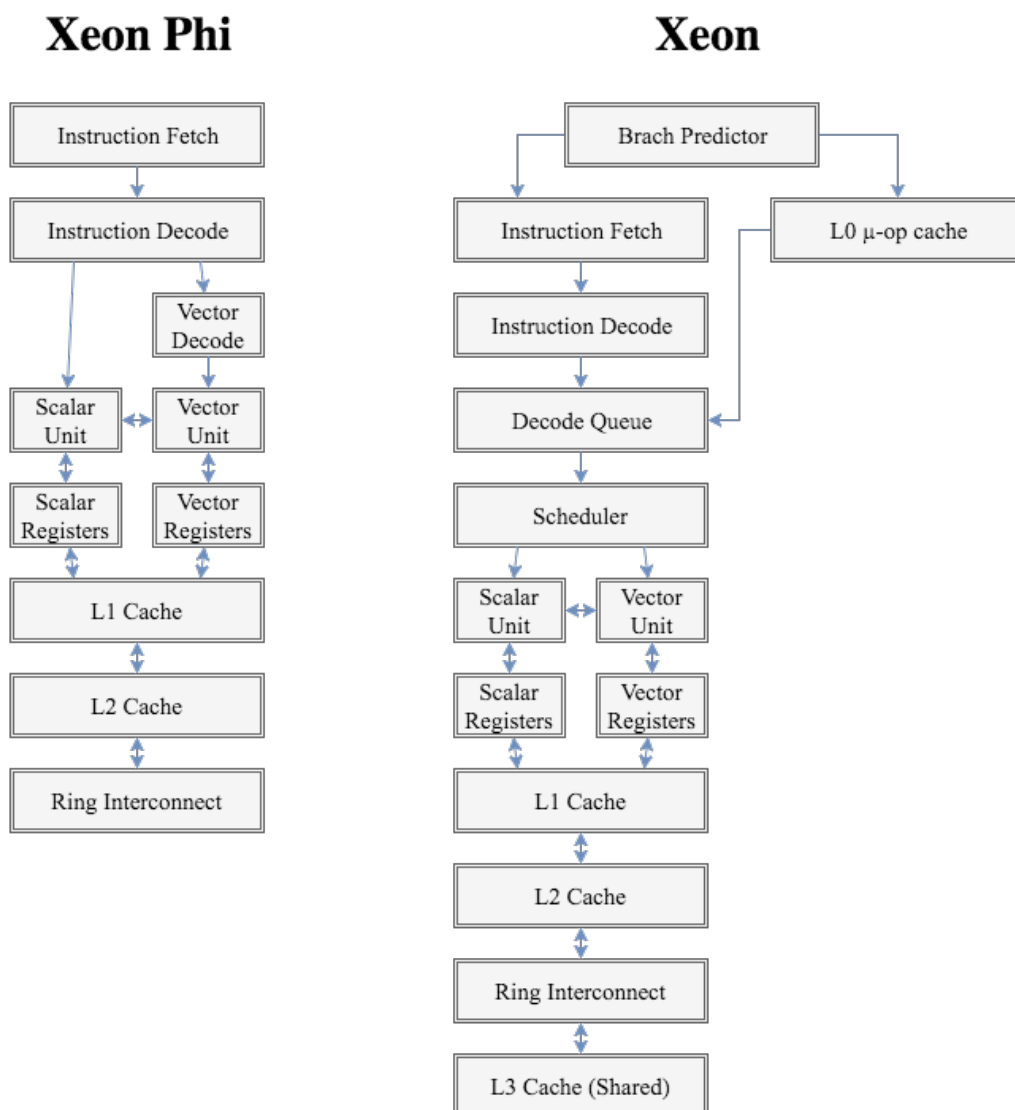 Xeon Phi
Instruction Fetch
Instruction Decode
Vector
Decode
Scalar
Unit
Vector
Unit
Scalar
Registers
Vector
Registers
L1 Cache
L2 Cache
Ring Interconnect
Xeon
Brach Predictor
Instruction Fetch
L0 μ-op cache
Instruction Decode
Decode Queue
Scheduler
Scalar
Unit
Vector
Unit
Scalar
Registers
Vector
Registers
L1 Cache
L2 Cache
Ring Interconnect
L3 Cache (Shared)